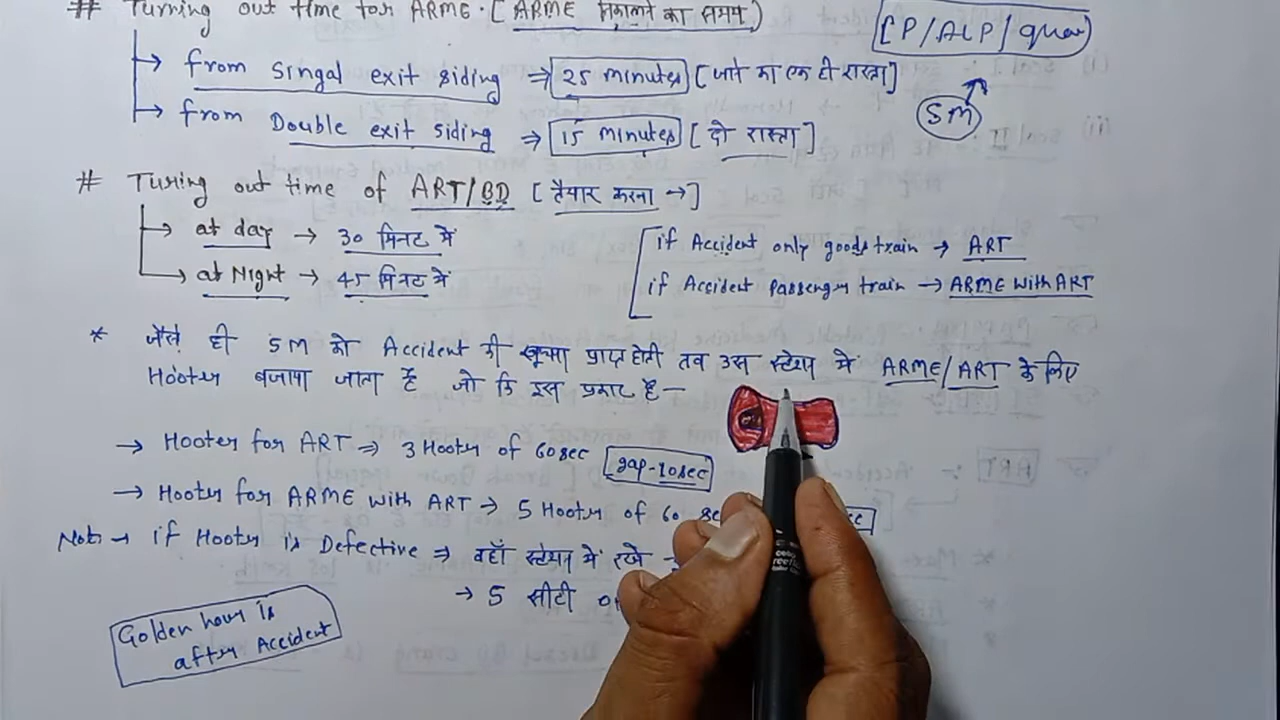 # Turning out time for ARME. [ARME निकालने का समय)
[P/ALP/guar)
→ from Singal exit siding ⇒ 25 minutes [जाने का एक ही रास्ता]
SM
→ from Double exit siding ⇒ 15 minutes [दो रास्ता]
# Turing out time of ART/BD [तैयार करना →]
→ at day → 30 मिनट में
if Accident only goods train → ART
→ at Night → 45 मिनट में
if Accident Passenger train → ARME with ART
* जैसे ही SM को Accident की सूचना प्राप्त होती तब उस स्टेशन में ARME/ART के लिए
Hooter बजाया जाता है जो कि इस प्रकार है —
→ Hooter for ART ⇒ 3 Hooter of 60 sec gap-10sec
→ Hooter for ARME with ART → 5 Hooter of 60 se
Note → if Hooter is Defective ⇒ वहाँ स्टेशन में रखे
→ 5 सीटी
Golden hour is
after Accident